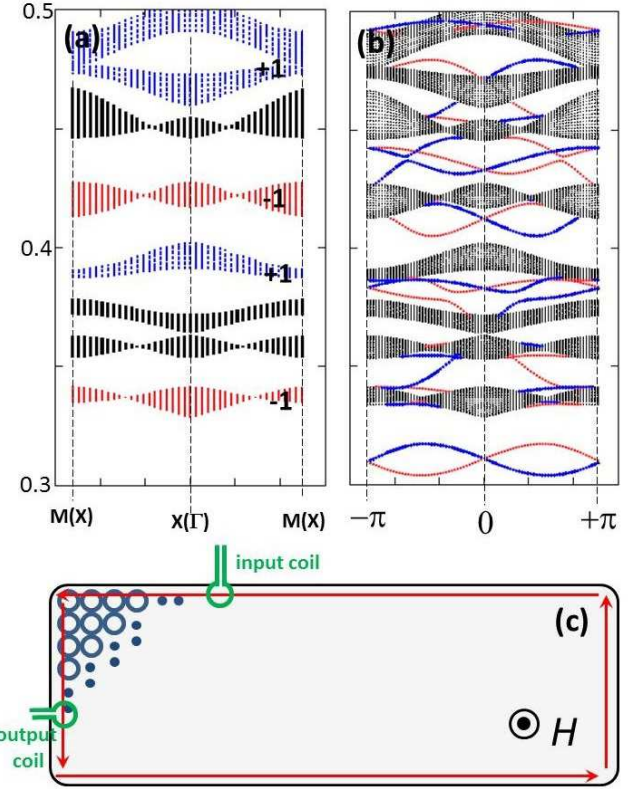 0.5
(a)
(b)
+1
-1
0.4
+1
-1
0.3
M(X)
X(Γ)
M(X)
−π
0
+π
input coil
(c)
output
coil
H